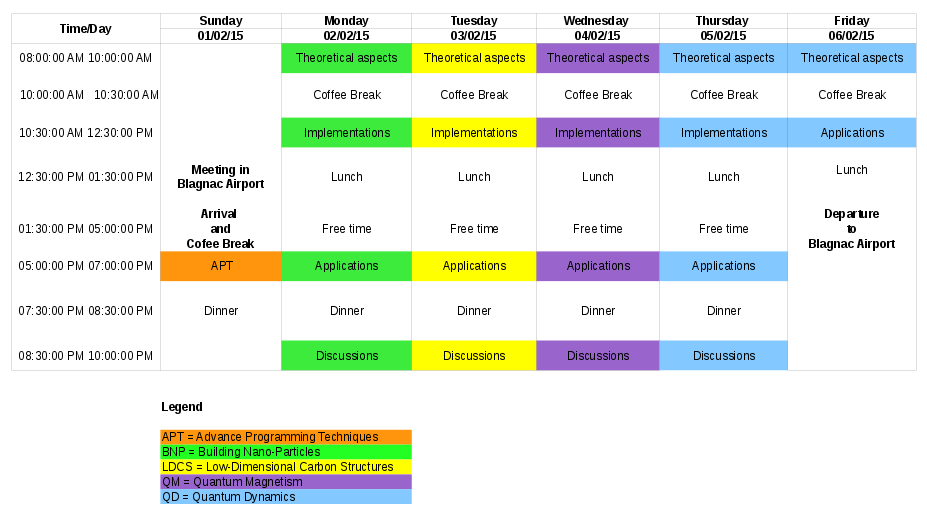 Time/Day Sunday Monday Tuesday Wednesday Thursday Friday
01/02/15 02/02/15 03/02/15 04/02/15 05/02/15 06/02/15
08:00:00 AM 10:00:00 AM Theoretical aspects Theoretical aspects Theoretical aspects Theoretical aspects Theoretical aspects
10:00:00 AM 10:30:00 AM Coffee Break Coffee Break Coffee Break Coffee Break Coffee Break
10:30:00 AM 12:30:00 PM Implementations Implementations Implementations Implementations Applications
12:30:00 PM 01:30:00 PM Meeting in Lunch Lunch Lunch Lunch Lunch
Blagnac Airport
01:30:00 PM 05:00:00 PM Arrival Free time Free time Free time Free time Departure
and to
Cofee Break Blagnac Airport
05:00:00 PM 07:00:00 PM APT Applications Applications Applications Applications
07:30:00 PM 08:30:00 PM Dinner Dinner Dinner Dinner Dinner
08:30:00 PM 10:00:00 PM Discussions Discussions Discussions Discussions
Legend
APT = Advance Programming Techniques
BNP = Building Nano-Particles
LDCS = Low-Dimensional Carbon Structures
QM = Quantum Magnetism
QD = Quantum Dynamics